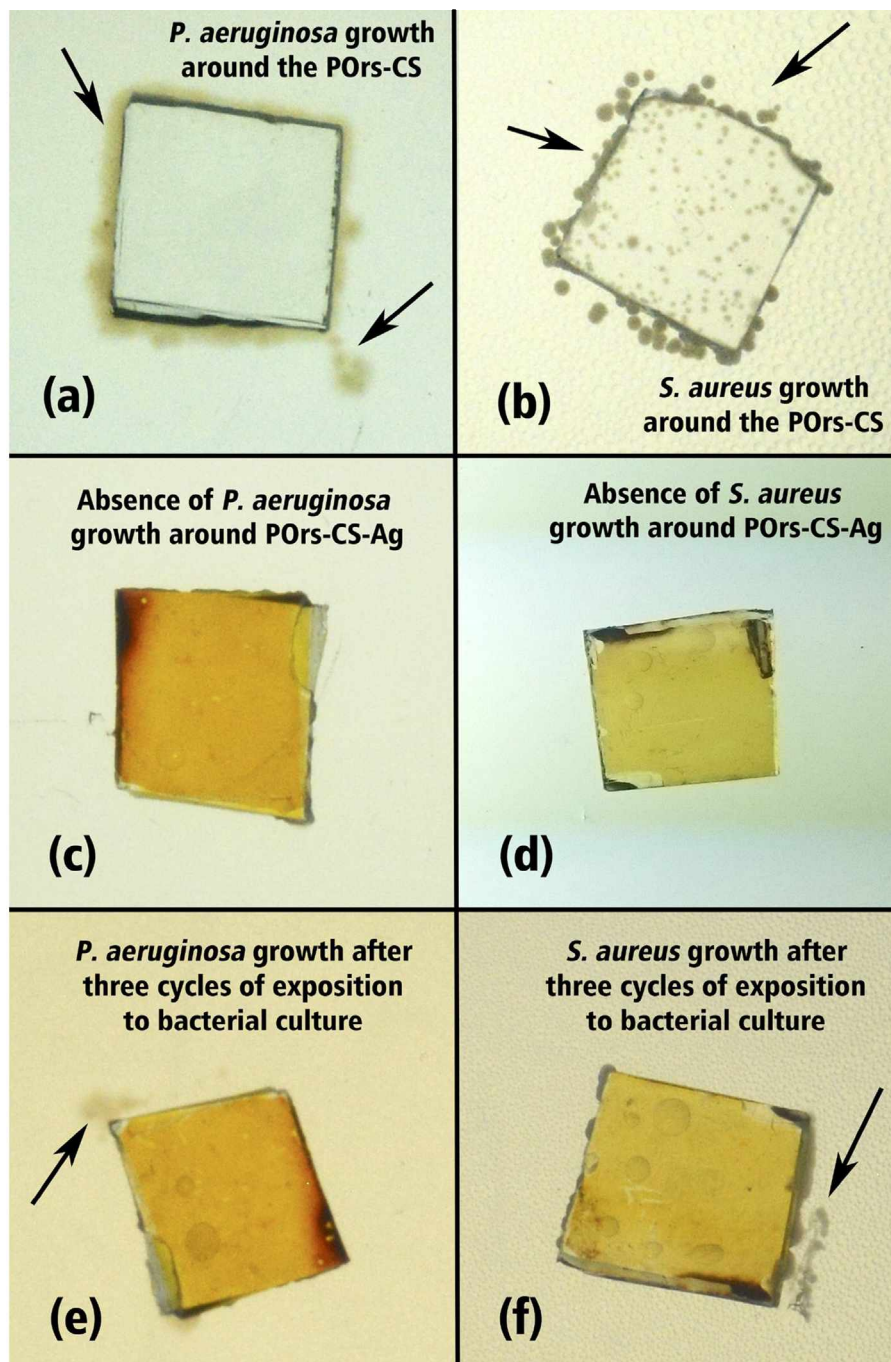 P. aeruginosa growth
around the POrs-CS
(a)
(b)
S. aureus growth
around the POrs-CS
Absence of P. aeruginosa
growth around POrs-CS-Ag
(c)
Absence of S. aureus
growth around POrs-CS-Ag
(d)
P. aeruginosa growth after
three cycles of exposition
to bacterial culture
(e)
S. aureus growth after
three cycles of exposition
to bacterial culture
(f)